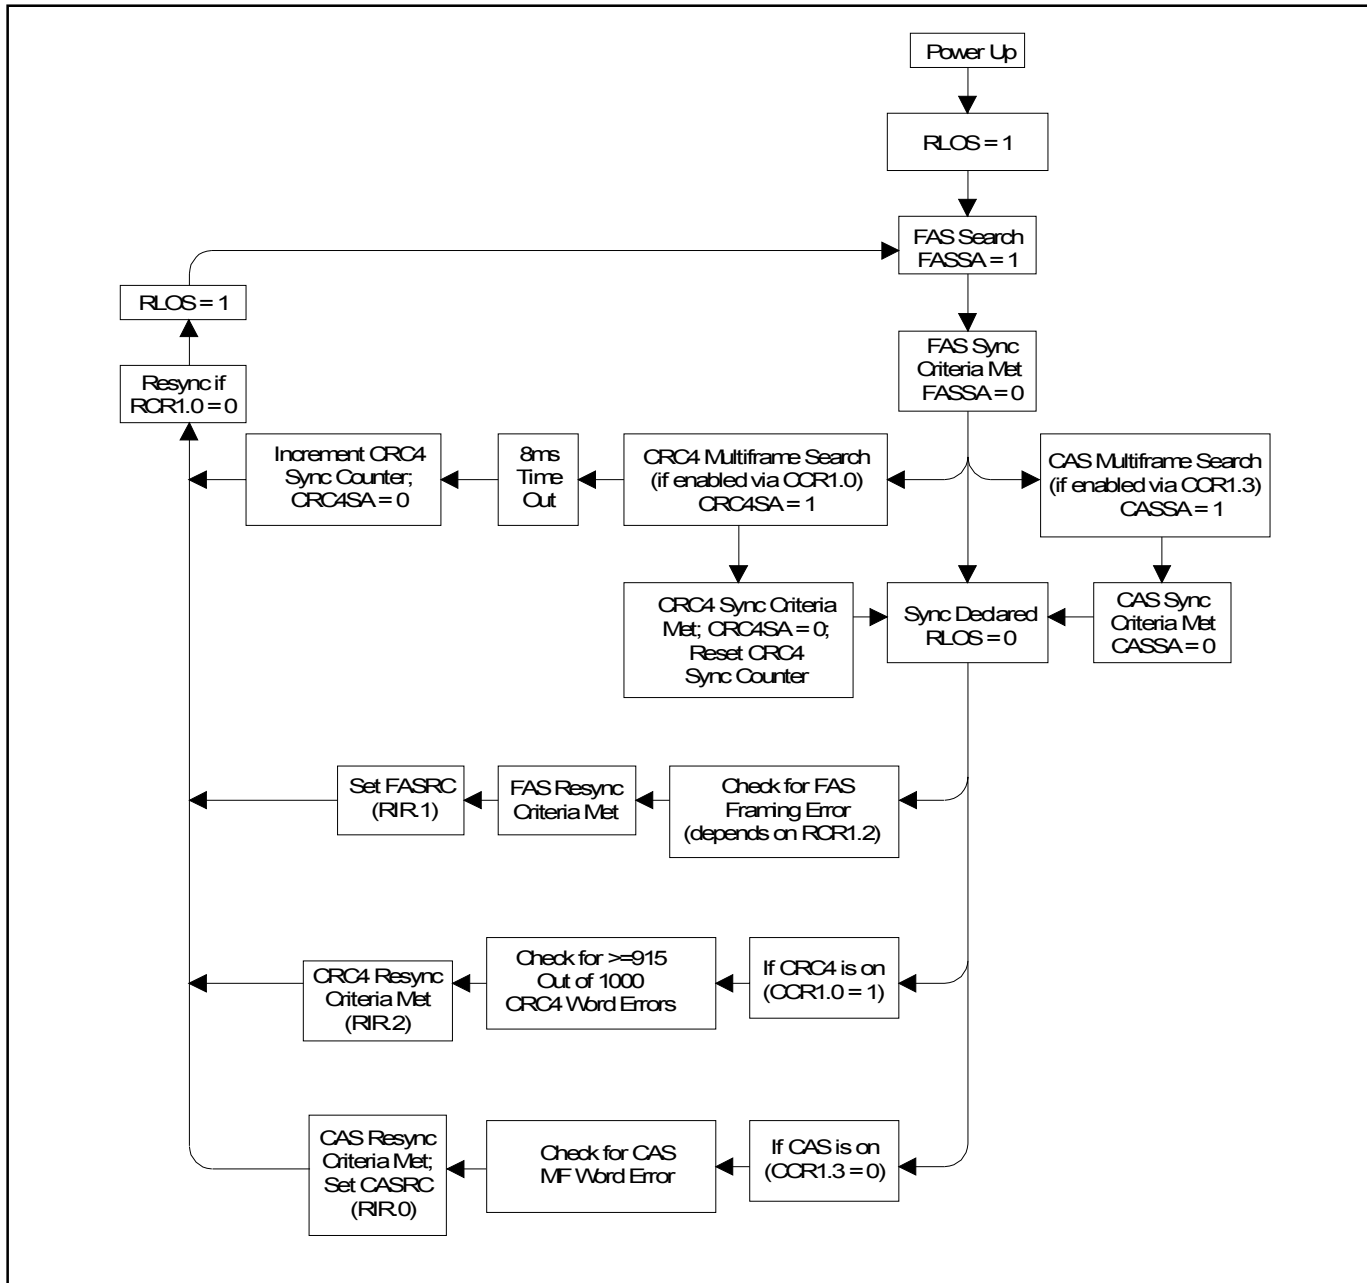 Power Up
RLOS = 1
FAS Search
FASSA = 1
RLOS = 1
FAS Sync
Criteria Met
FASSA = 0
Resync if
RCR1.0 = 0
Increment CRC4
Sync Counter;
CRC4SA = 0
8ms
Time
Out
CRC4 Multiframe Search
(if enabled via CCR1.0)
CRC4SA = 1
CAS Multiframe Search
(if enabled via CCR1.3)
CASSA = 1
CRC4 Sync Criteria
Met; CRC4SA = 0;
Reset CRC4
Sync Counter
Sync Declared
RLOS = 0
CAS Sync
Criteria Met
CASSA = 0
Set FASRC
(RIR.1)
FAS Resync
Criteria Met
Check for FAS
Framing Error
(depends on RCR1.2)
CRC4 Resync
Criteria Met
(RIR.2)
Check for >=915
Out of 1000
CRC4 Word Errors
If CRC4 is on
(CCR1.0 = 1)
CAS Resync
Criteria Met;
Set CASRC
(RIR.0)
Check for CAS
MF Word Error
If CAS is on
(CCR1.3 = 0)